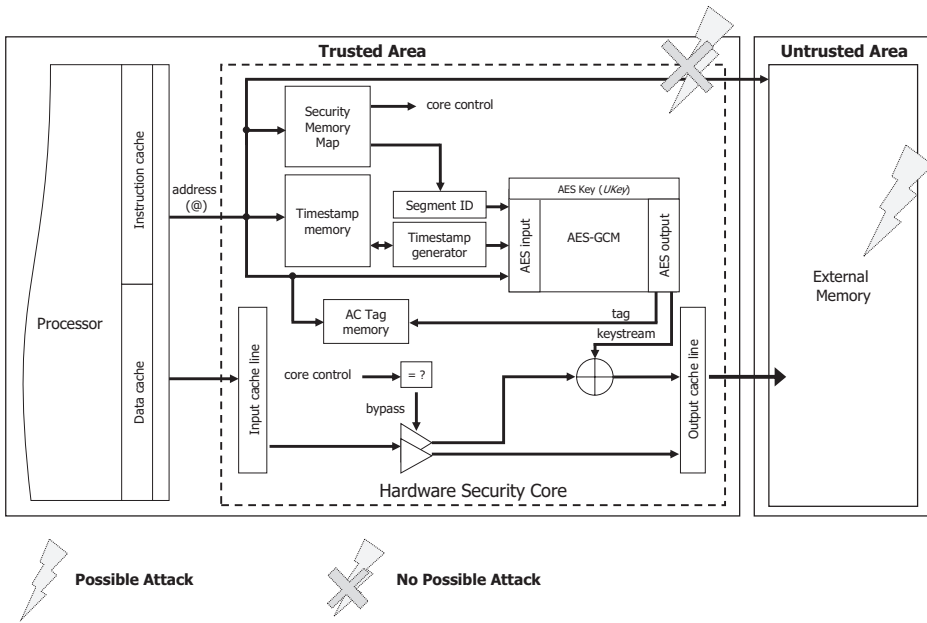 Trusted Area
Untrusted Area
Security
Memory
Map
core control
Instruction cache
address
(@)
Timestamp
memory
Segment ID
Timestamp
generator
AES Key (UKey)
AES input
AES-GCM
AES output
External
Memory
Processor
AC Tag
memory
tag
keystream
Data cache
Input cache line
core control
= ?
bypass
Output cache line
Hardware Security Core
Possible Attack
No Possible Attack